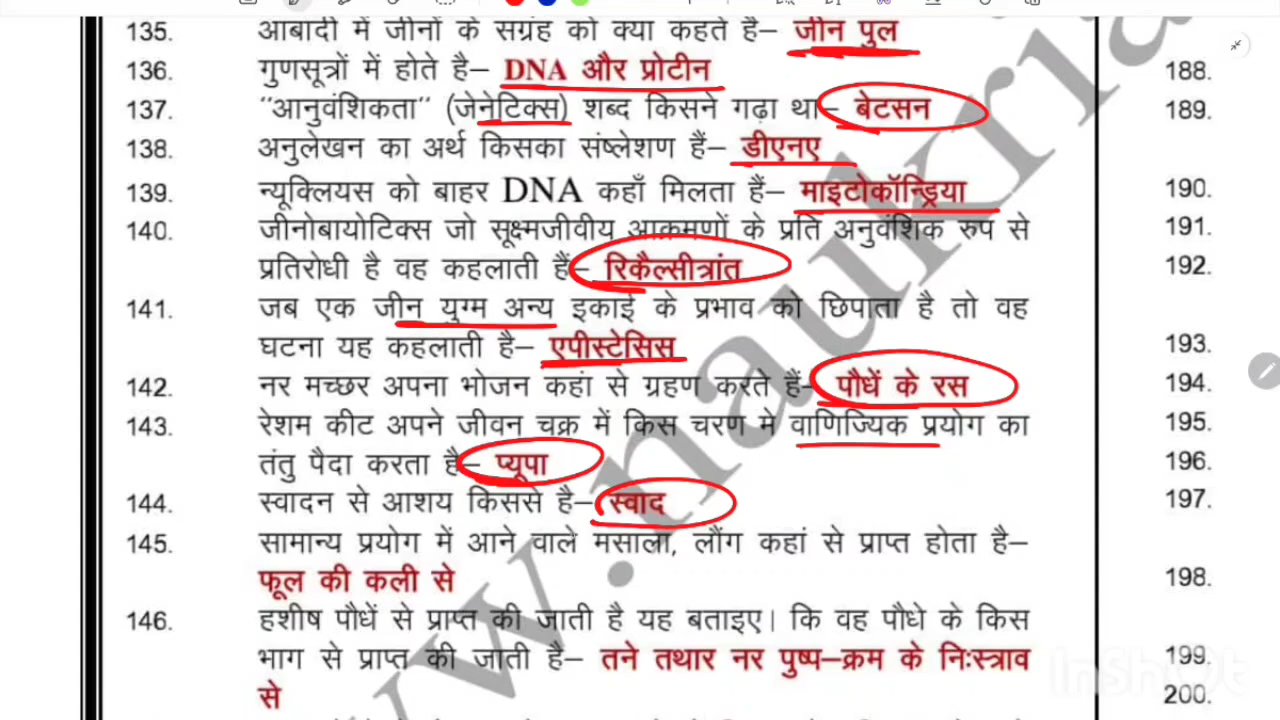 135. आबादी में जीनों के सग्रंह को क्या कहते है– जीन पुल
136. गुणसूत्रों में होते है– DNA और प्रोटीन
137. "आनुवंशिकता" (जेनेटिक्स) शब्द किसने गढ़ा था– बेटसन
138. अनुलेखन का अर्थ किसका संष्लेशण हैं– डीएनए
139. न्यूक्लियस को बाहर DNA कहाँ मिलता हैं– माइटोकॉन्ड्रिया
140. जीनोबायोटिक्स जो सूक्ष्मजीवीय आक्रमणों के प्रति अनुवंशिक रुप से
प्रतिरोधी है वह कहलाती हैं– रिकैल्सीत्रांत
141. जब एक जीन युग्म अन्य इकाई के प्रभाव को छिपाता है तो वह
घटना यह कहलाती है– एपीस्टेसिस
142. नर मच्छर अपना भोजन कहां से ग्रहण करते हैं– पौधें के रस
143. रेशम कीट अपने जीवन चक्र में किस चरण मे वाणिज्यिक प्रयोग का
तंतु पैदा करता है– प्यूपा
144. स्वादन से आशय किससे है– स्वाद
145. सामान्य प्रयोग में आने वाले मसाला, लौंग कहां से प्राप्त होता है–
फूल की कली से
146. हशीष पौधें से प्राप्त की जाती है यह बताइए। कि वह पौधे के किस
भाग से प्राप्त की जाती है– तने तथार नर पुष्प–क्रम के निःस्त्राव
से
188.
189.
190.
191.
192.
193.
194.
195.
196.
197.
198.
199.
200.
w.naukria
InShOt